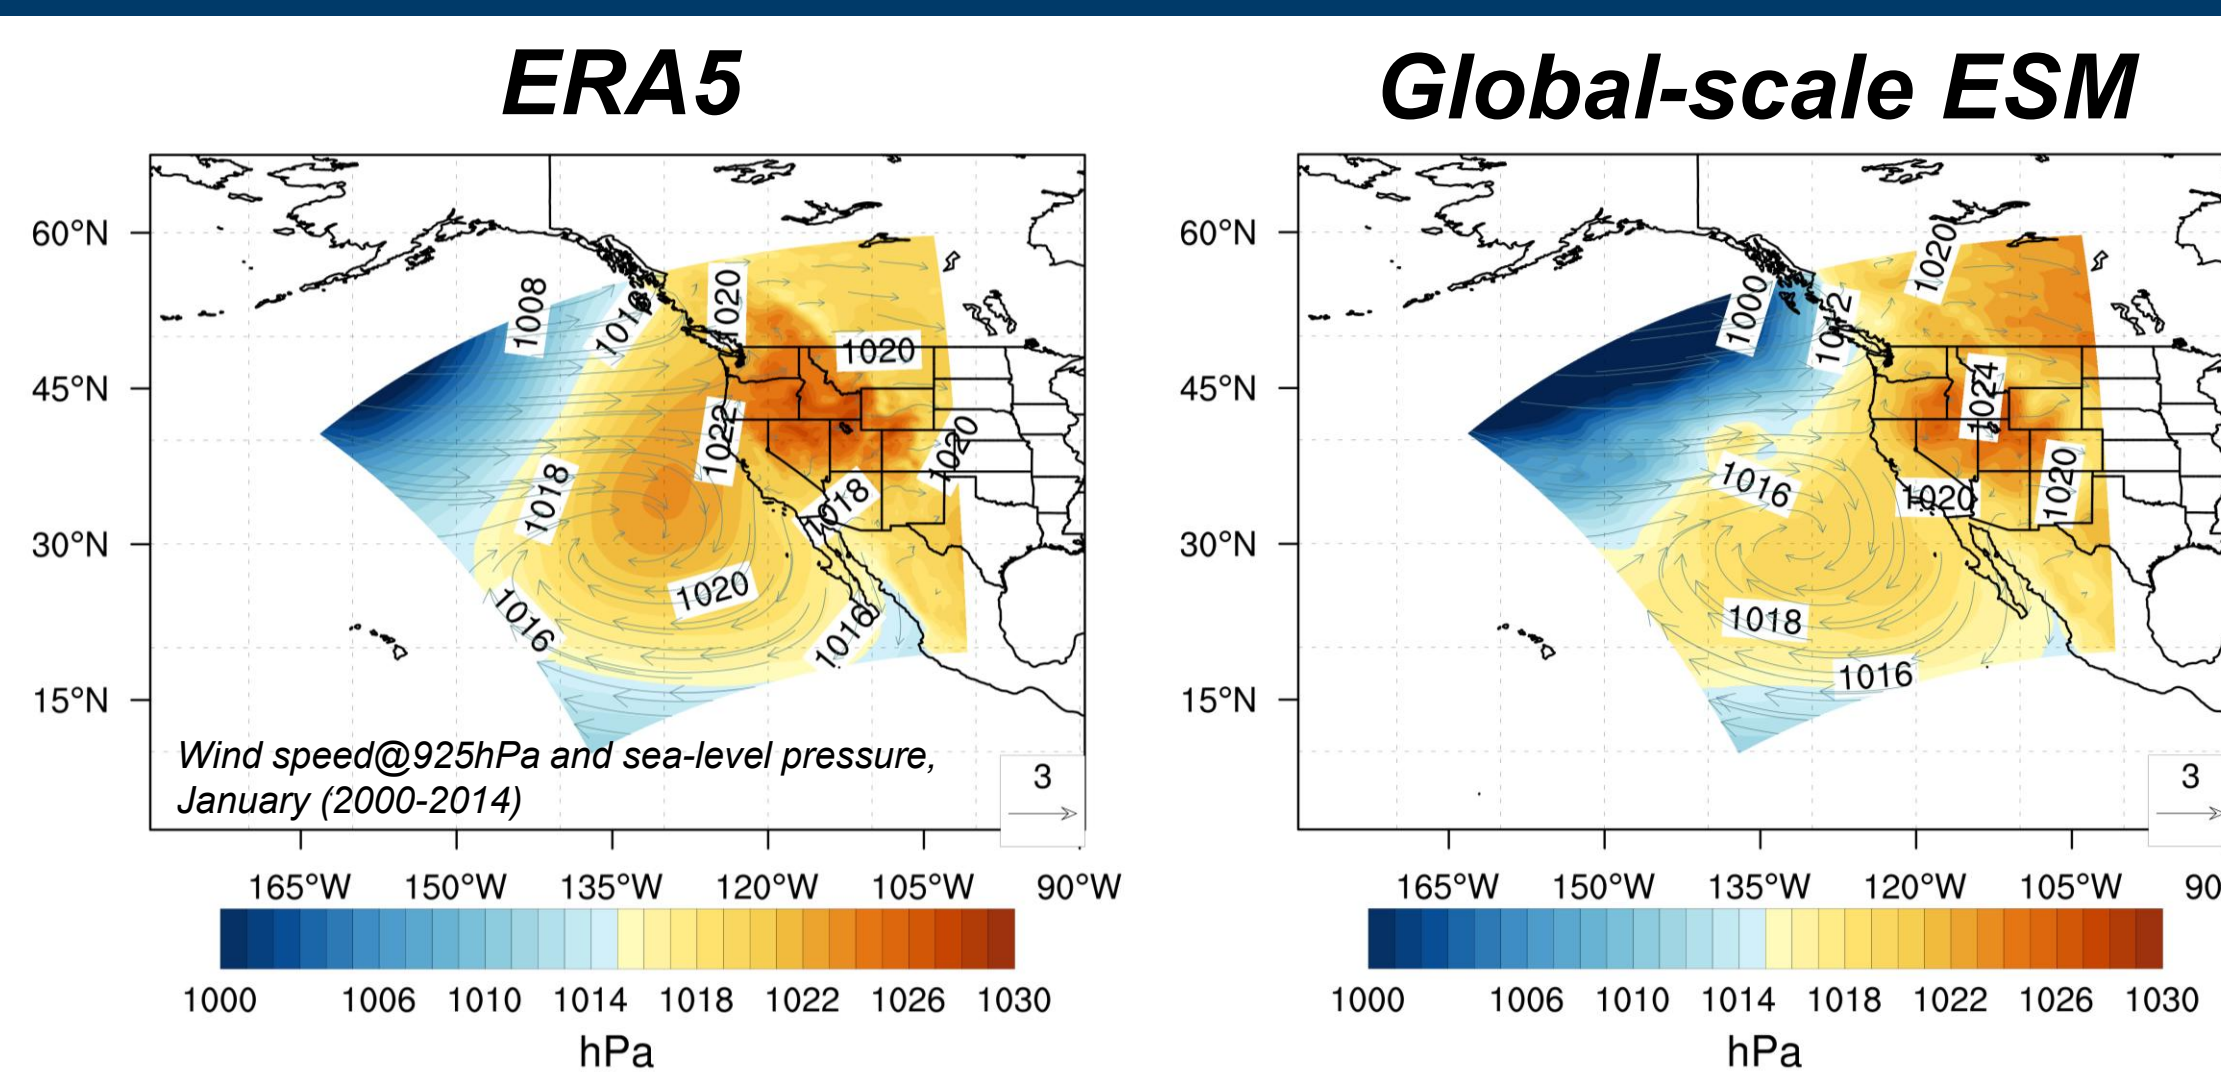 ERA5
Global-scale ESM
60°N
45°N
30°N
15°N
1008
1020
1020
1022
1018
1018
1020
1020
1016
1016
Wind speed@925hPa and sea-level pressure,
January (2000-2014)
3
165°W 150°W 135°W 120°W 105°W 90°W
1000 1006 1010 1014 1018 1022 1026 1030
hPa
60°N
45°N
30°N
15°N
1000
1012
1020
1024
1016
1020
1020
1018
1016
3
165°W 150°W 135°W 120°W 105°W 90
1000 1006 1010 1014 1018 1022 1026 1030
hPa